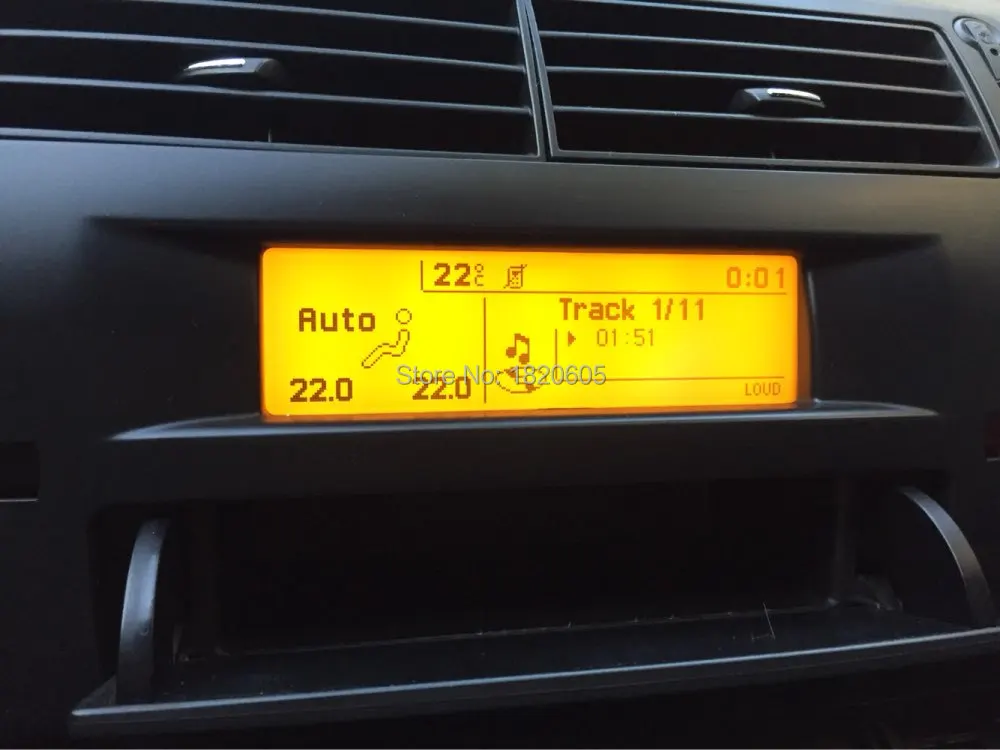 22°C 0:01
Auto
Track 1/11
01:51
22.0 22.0
LOUD
Store No: 1820605